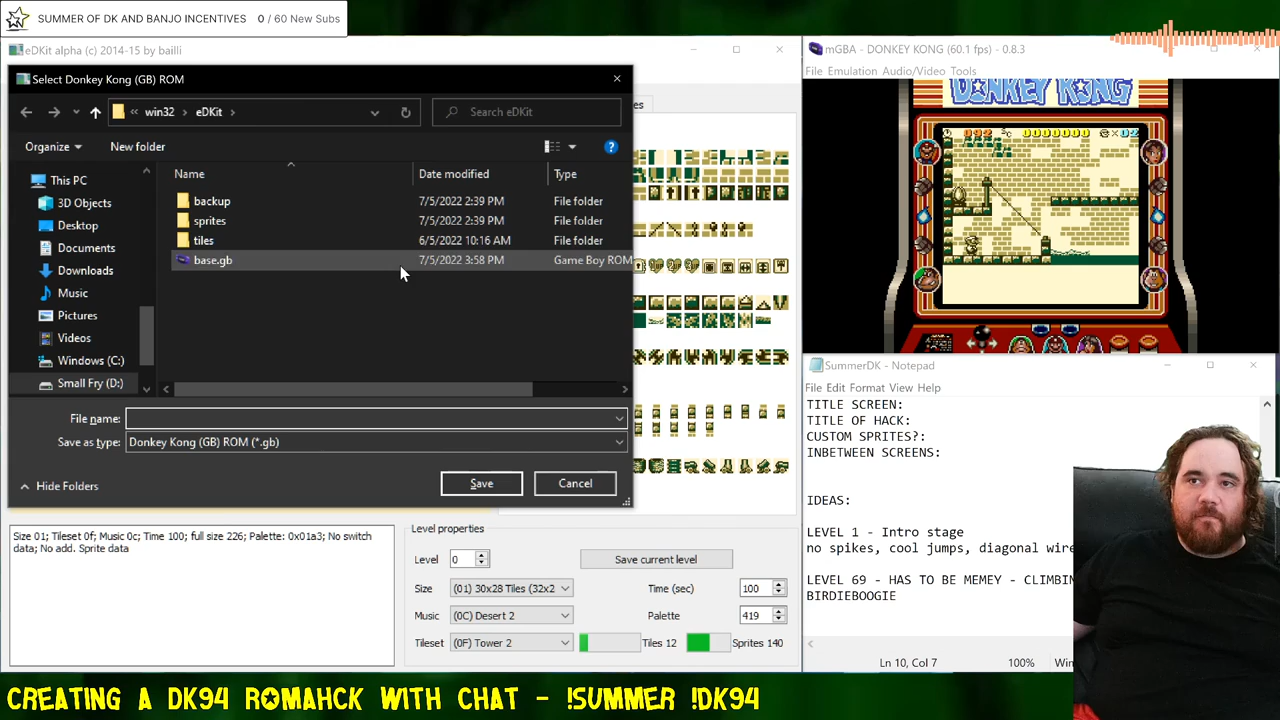 SUMMER OF DK AND BANJO INCENTIVES
0 / 60 New Subs
eDKit alpha (c) 2014-15 by bailli
Select Donkey Kong (GB) ROM
win32
eDKit
Search eDKit
Organize
New folder
Name
Date modified
Type
This PC
3D Objects
Desktop
Documents
Downloads
Music
Pictures
Videos
Windows (C:)
Small Fry (D:)
backup
7/5/2022 2:39 PM
File folder
sprites
7/5/2022 2:39 PM
File folder
tiles
6/5/2022 10:16 AM
File folder
base.gb
7/5/2022 3:58 PM
Game Boy ROM
File name:
Save as type:
Donkey Kong (GB) ROM (*.gb)
Hide Folders
Save
Cancel
es
Size 01; Tileset 0f; Music 0c; Time 100; full size 226; Palette: 0x01a3; No switch
data; No add. Sprite data
Level properties
Level
0
Save current level
Size
(01) 30x28 Tiles (32x2
Time (sec)
100
Music
(0C) Desert 2
Palette
419
Tileset
(0F) Tower 2
Tiles 12
Sprites 140
mGBA - DONKEY KONG (60.1 fps) - 0.8.3
File Emulation Audio/Video Tools
DONKEY KONG
092
0000000
02
SummerDK - Notepad
File Edit Format View Help
TITLE SCREEN:
TITLE OF HACK:
CUSTOM SPRITES?:
INBETWEEN SCREENS:
IDEAS:
LEVEL 1 - Intro stage
no spikes, cool jumps, diagonal wire
LEVEL 69 - HAS TO BE MEMEY - CLIMBIN
BIRDIEBOOGIE
Ln 10, Col 7
100%
Win
CREATING A DK94 ROMAHCK WITH CHAT - !SUMMER !DK94